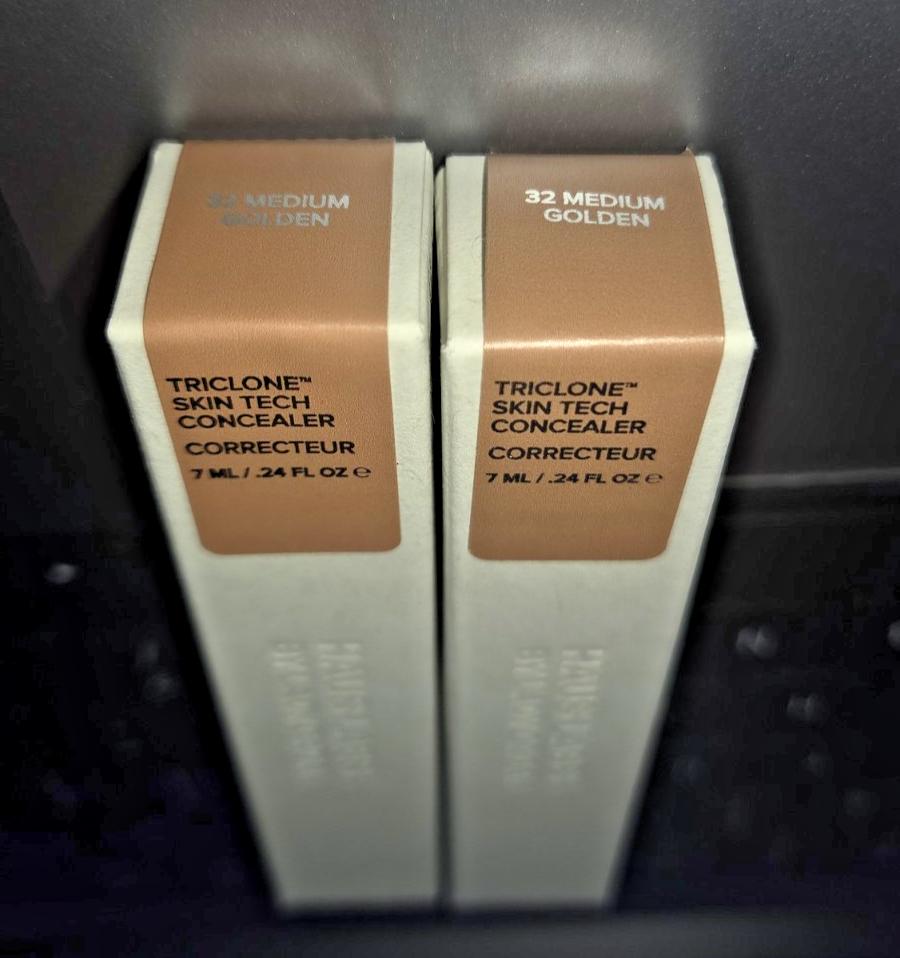 32 MEDIUM
GOLDEN
TRICLONE™
SKIN TECH
CONCEALER
CORRECTEUR
7 ML / .24 FL OZ ℮
32 MEDIUM
GOLDEN
TRICLONE™
SKIN TECH
CONCEALER
CORRECTEUR
7 ML / .24 FL OZ ℮